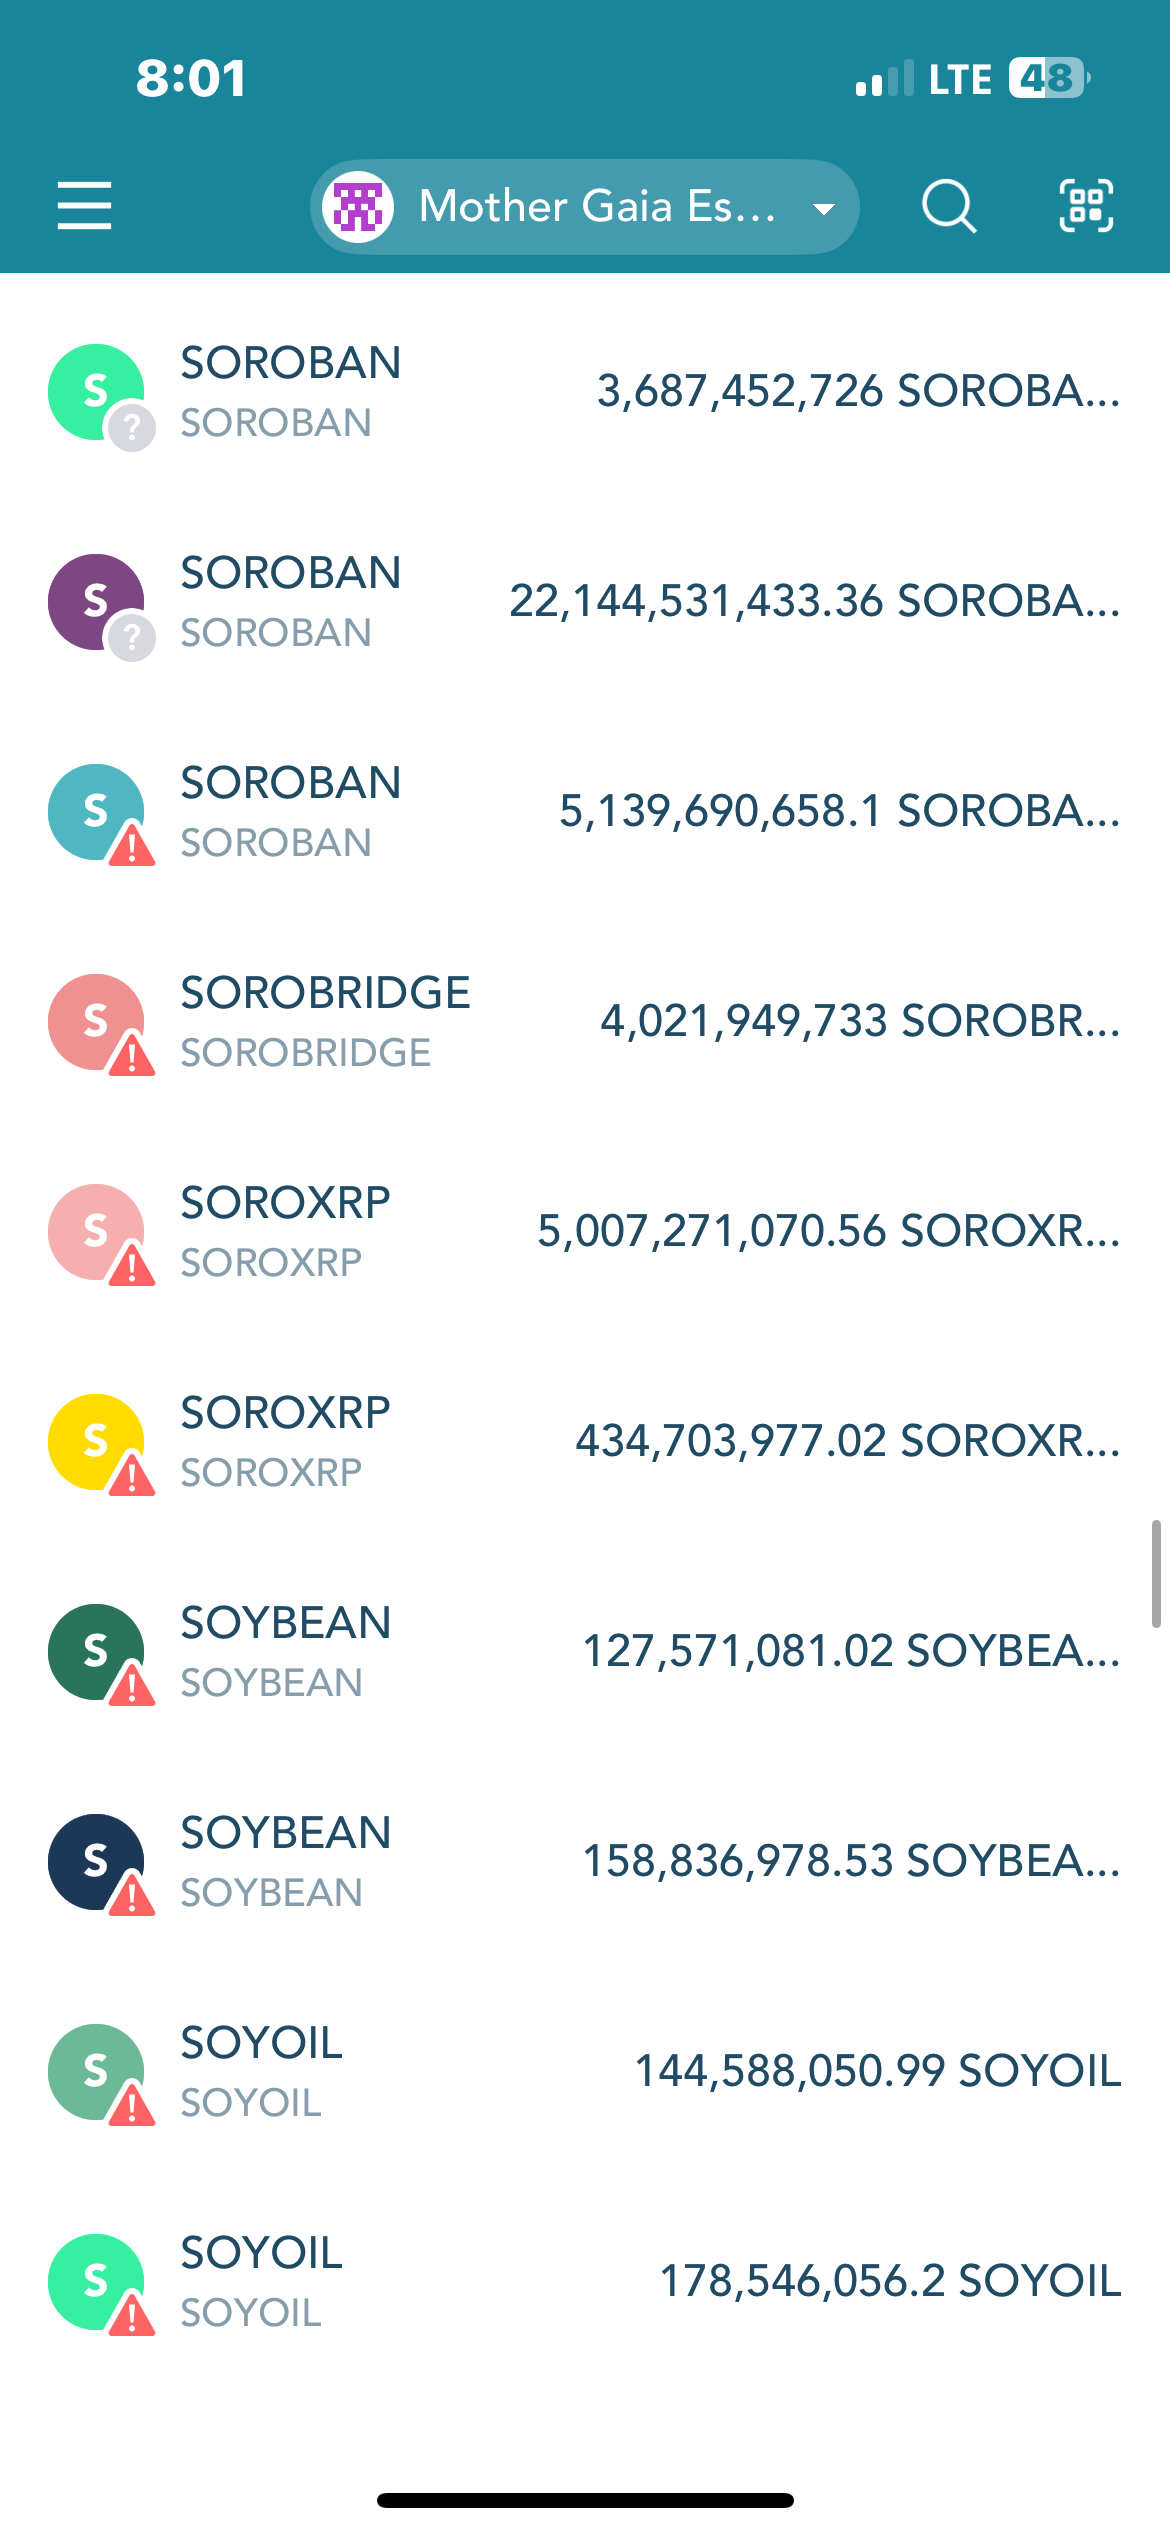 8:01
LTE 48
Mother Gaia Es...
S
?
SOROBAN
SOROBAN
3,687,452,726 SOROBA...
S
?
SOROBAN
SOROBAN
22,144,531,433.36 SOROBA...
S
!
SOROBAN
SOROBAN
5,139,690,658.1 SOROBA...
S
!
SOROBRIDGE
SOROBRIDGE
4,021,949,733 SOROBR...
S
!
SOROXRP
SOROXRP
5,007,271,070.56 SOROXR...
S
!
SOROXRP
SOROXRP
434,703,977.02 SOROXR...
S
!
SOYBEAN
SOYBEAN
127,571,081.02 SOYBEA...
S
!
SOYBEAN
SOYBEAN
158,836,978.53 SOYBEA...
S
!
SOYOIL
SOYOIL
144,588,050.99 SOYOIL
S
!
SOYOIL
SOYOIL
178,546,056.2 SOYOIL